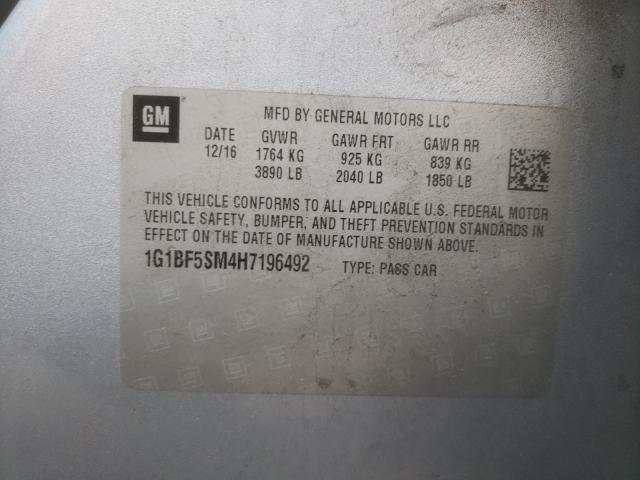 GM
MFD BY GENERAL MOTORS LLC
DATE GVWR GAWR FRT GAWR RR
12/16 1764 KG 925 KG 839 KG
3890 LB 2040 LB 1850 LB
THIS VEHICLE CONFORMS TO ALL APPLICABLE U.S. FEDERAL MOTOR
VEHICLE SAFETY, BUMPER, AND THEFT PREVENTION STANDARDS IN
EFFECT ON THE DATE OF MANUFACTURE SHOWN ABOVE.
1G1BF5SM4H7196492 TYPE: PASS CAR